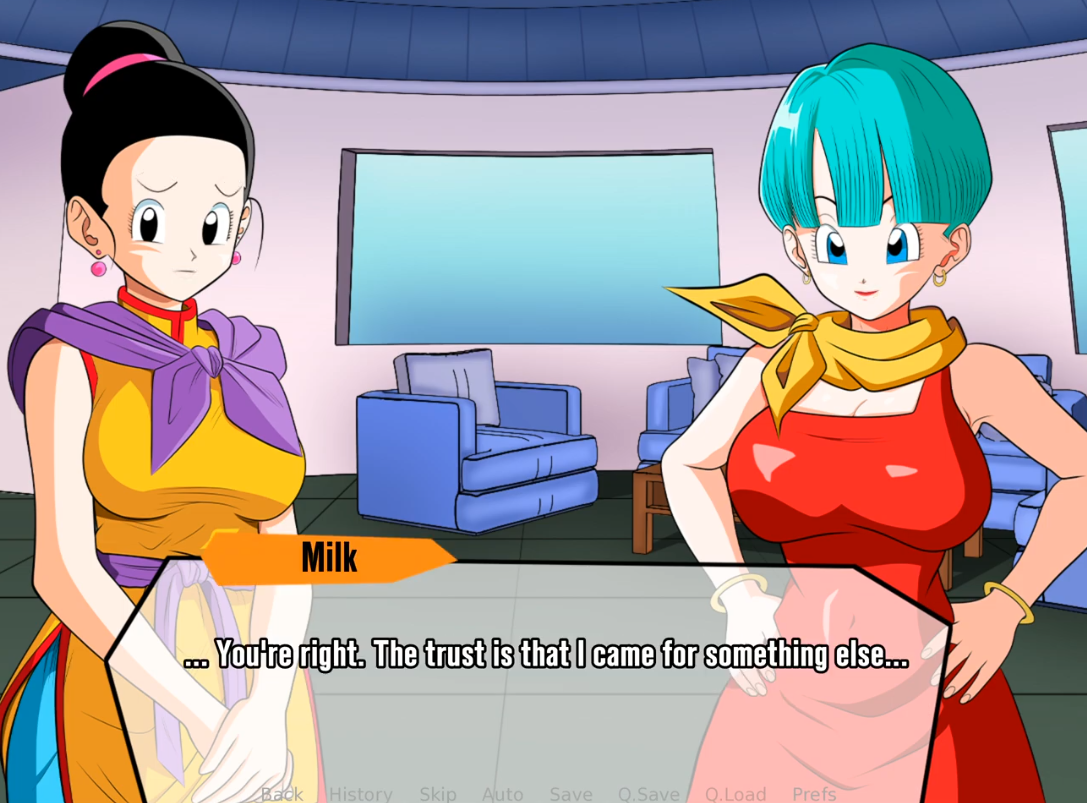 Milk
... You're right. The trust is that I came for something else...
Back History Skip Auto Save Q.Save Q.Load Prefs